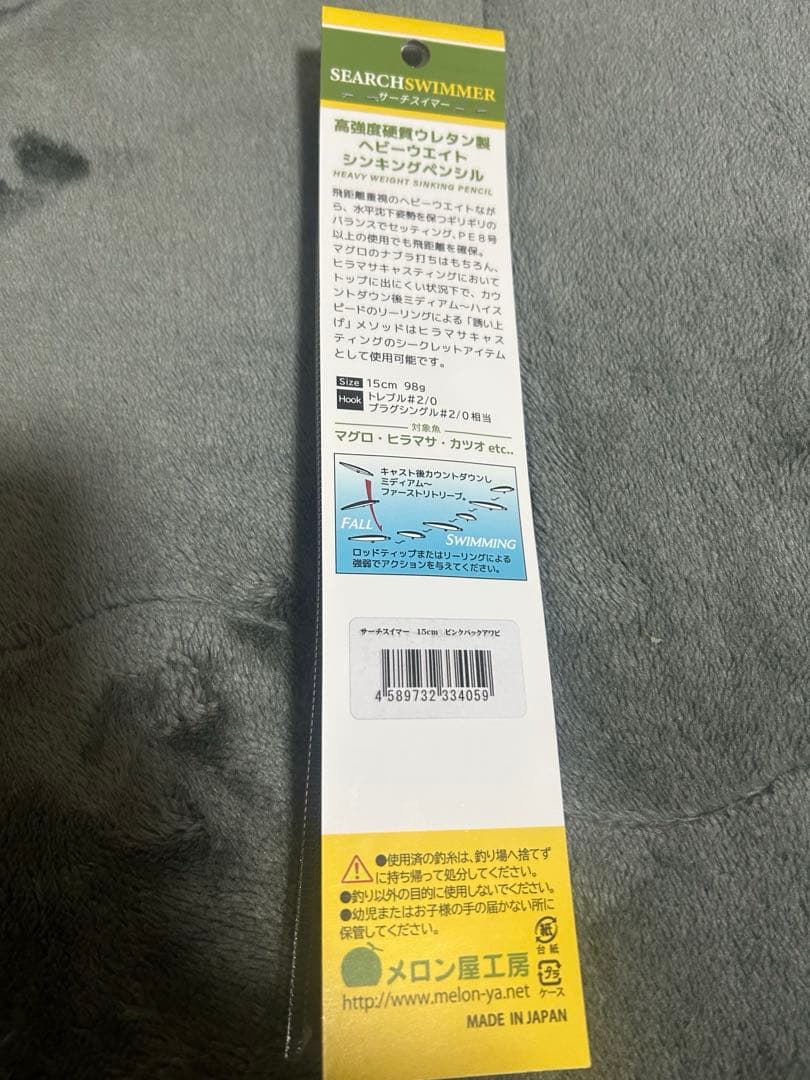 SEARCHSWIMMER
サーチスイマー
高強度硬質ウレタン製
ヘビーウエイト
シンキングペンシル
HEAVY WEIGHT SINKING PENCIL
飛距離重視のヘビーウエイトなが
ら、水平沈下姿勢を保つギリギリの
バランスでセッティング、PE8号
以上の使用でも飛距離を確保。
マグロのナブラ打ちはもちろん、
ヒラマサキャスティングにおいて
トップに出にくい状況下で、カウ
ントダウン後ミディアム〜ハイス
ピードのリーリングによる「誘い上
げ」メソッドはヒラマサキャス
ティングのシークレットアイテム
として使用可能です。
Size 15cm 98g
Hook トレブル#2/0
プラグシングル#2/0相当
対象魚
マグロ・ヒラマサ・カツオ etc..
キャスト後カウントダウンし
ミディアム〜
ファーストリトリーブ。
FALL
SWIMMING
ロッドティップまたはリーリングによる
強弱でアクションを与えてください。
サーチスイマー 15cm ピンクバックアワビ
4 589732 334059
●使用済の釣糸は、釣り場へ捨てず
に持ち帰って処分してください。
●釣り以外の目的に使用しないでください。
●幼児またはお子様の手の届かない所に
保管してください。
紙
台紙
メロン屋工房
プラ
ケース
http://www.melon-ya.net
MADE IN JAPAN